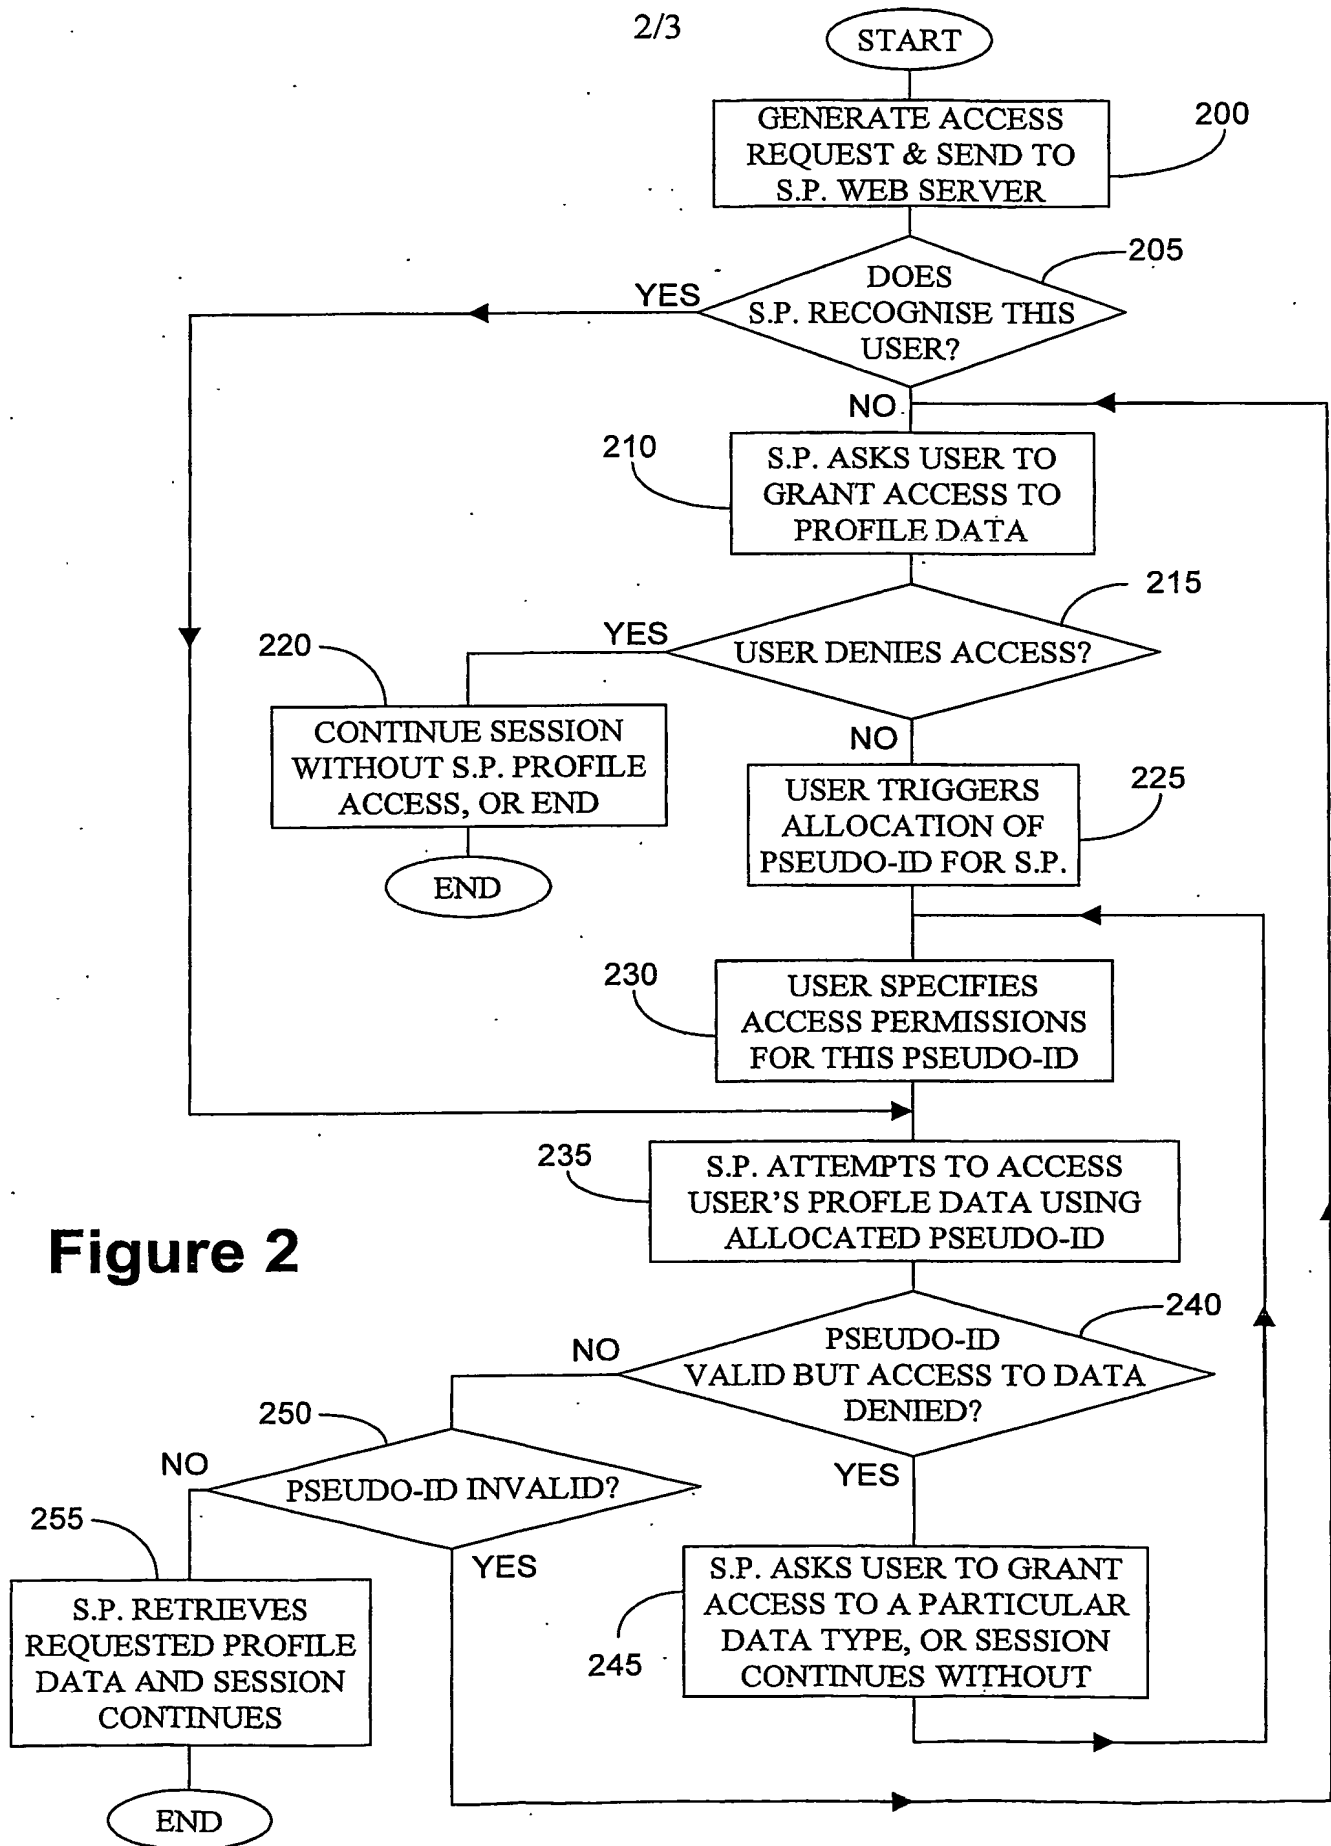 2/3
START
GENERATE ACCESS
REQUEST & SEND TO
S.P. WEB SERVER
200
DOES
S.P. RECOGNISE THIS
USER?
205
YES
NO
210
S.P. ASKS USER TO
GRANT ACCESS TO
PROFILE DATA
215
USER DENIES ACCESS?
YES
220
CONTINUE SESSION
WITHOUT S.P. PROFILE
ACCESS, OR END
END
NO
USER TRIGGERS
ALLOCATION OF
PSEUDO-ID FOR S.P.
225
230
USER SPECIFIES
ACCESS PERMISSIONS
FOR THIS PSEUDO-ID
235
S.P. ATTEMPTS TO ACCESS
USER'S PROFLE DATA USING
ALLOCATED PSEUDO-ID
Figure 2
240
PSEUDO-ID
VALID BUT ACCESS TO DATA
DENIED?
NO
YES
250
PSEUDO-ID INVALID?
NO
YES
255
S.P. RETRIEVES
REQUESTED PROFILE
DATA AND SESSION
CONTINUES
END
S.P. ASKS USER TO GRANT
ACCESS TO A PARTICULAR
DATA TYPE, OR SESSION
CONTINUES WITHOUT
245